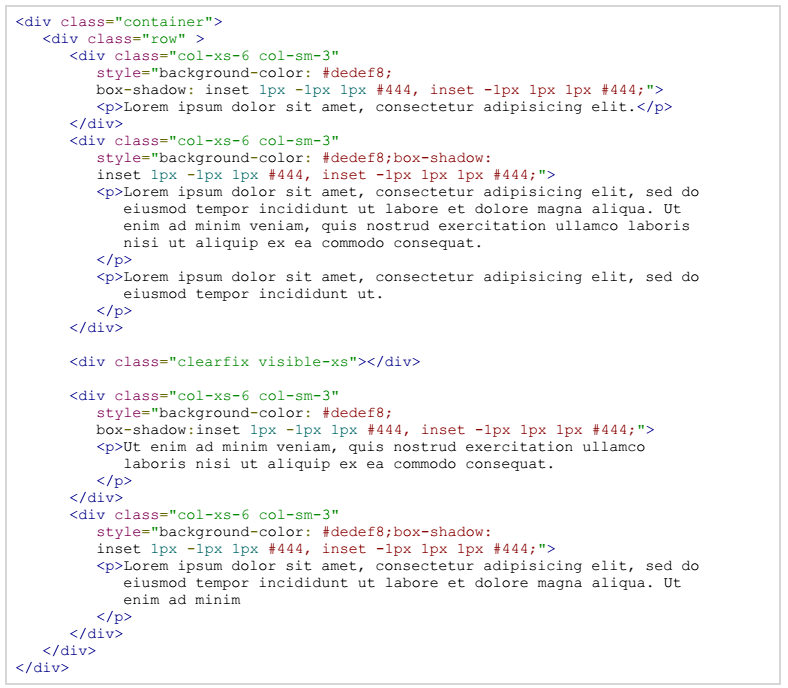 <div class="container">
   <div class="row" >
      <div class="col-xs-6 col-sm-3"
         style="background-color: #dedef8;
         box-shadow: inset 1px -1px 1px #444, inset -1px 1px 1px #444;">
         <p>Lorem ipsum dolor sit amet, consectetur adipisicing elit.</p>
      </div>
      <div class="col-xs-6 col-sm-3"
         style="background-color: #dedef8;box-shadow:
         inset 1px -1px 1px #444, inset -1px 1px 1px #444;">
         <p>Lorem ipsum dolor sit amet, consectetur adipisicing elit, sed do
            eiusmod tempor incididunt ut labore et dolore magna aliqua. Ut
            enim ad minim veniam, quis nostrud exercitation ullamco laboris
            nisi ut aliquip ex ea commodo consequat.
         </p>
         <p>Lorem ipsum dolor sit amet, consectetur adipisicing elit, sed do
            eiusmod tempor incididunt ut.
         </p>
      </div>

      <div class="clearfix visible-xs"></div>

      <div class="col-xs-6 col-sm-3"
         style="background-color: #dedef8;
         box-shadow:inset 1px -1px 1px #444, inset -1px 1px 1px #444;">
         <p>Ut enim ad minim veniam, quis nostrud exercitation ullamco
            laboris nisi ut aliquip ex ea commodo consequat.
         </p>
      </div>
      <div class="col-xs-6 col-sm-3"
         style="background-color: #dedef8;box-shadow:
         inset 1px -1px 1px #444, inset -1px 1px 1px #444;">
         <p>Lorem ipsum dolor sit amet, consectetur adipisicing elit, sed do
            eiusmod tempor incididunt ut labore et dolore magna aliqua. Ut
            enim ad minim
         </p>
      </div>
   </div>
</div>